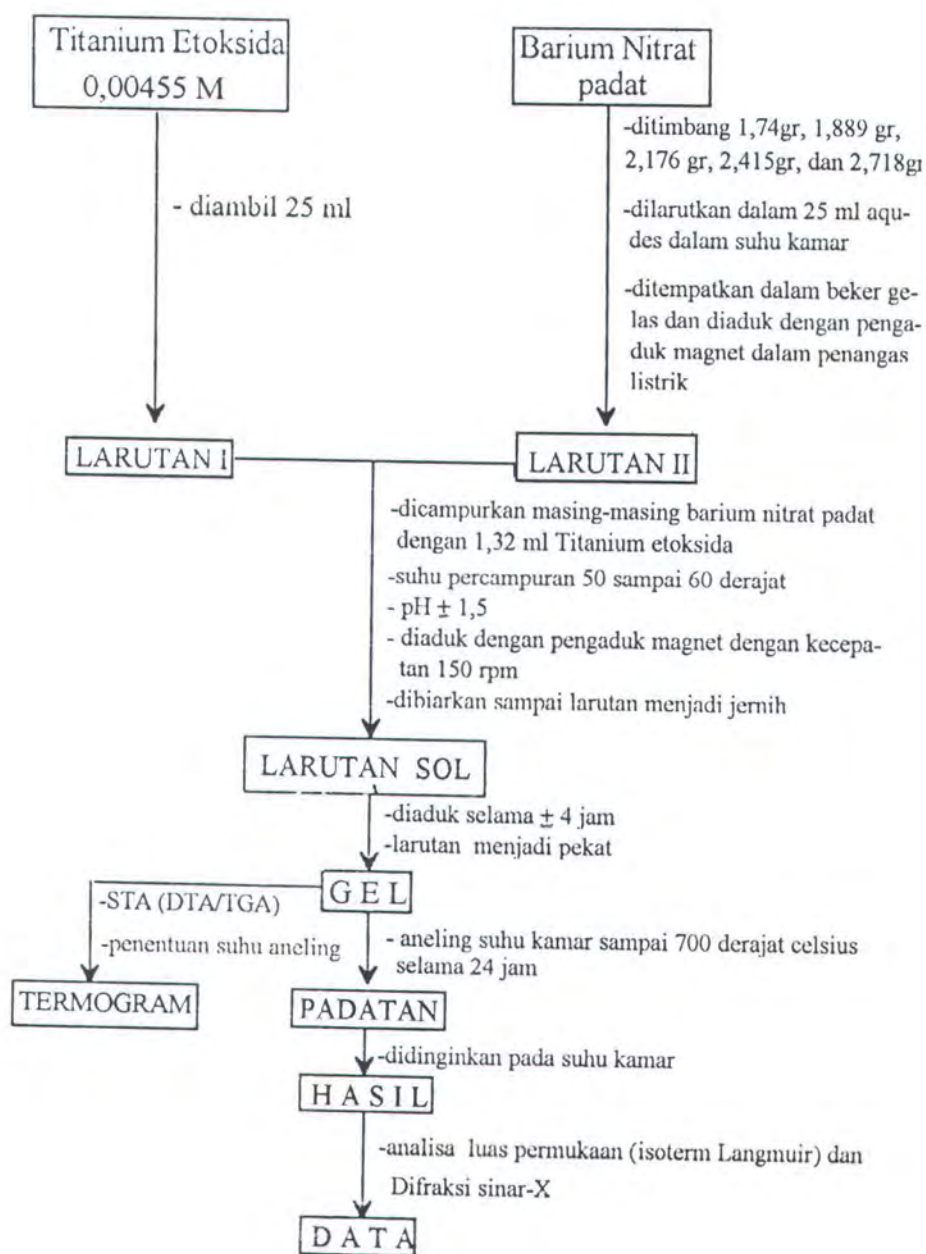 Titanium Etoksida
0,00455 M
Barium Nitrat
padat
- diambil 25 ml
-ditimbang 1,74gr, 1,889 gr,
2,176 gr, 2,415gr, dan 2,718gr
-dilarutkan dalam 25 ml aqu-
des dalam suhu kamar
-ditempatkan dalam beker ge-
las dan diaduk dengan penga-
duk magnet dalam penangas
listrik
LARUTAN I
LARUTAN II
-dicampurkan masing-masing barium nitrat padat
dengan 1,32 ml Titanium etoksida
-suhu percampuran 50 sampai 60 derajat
- pH ± 1,5
- diaduk dengan pengaduk magnet dengan kecepa-
tan 150 rpm
-dibiarkan sampai larutan menjadi jernih
LARUTAN SOL
-diaduk selama ± 4 jam
-larutan menjadi pekat
G E L
-STA (DTA/TGA)
-penentuan suhu aneling
- aneling suhu kamar sampai 700 derajat celsius
selama 24 jam
TERMOGRAM
PADATAN
-didinginkan pada suhu kamar
H A S I L
-analisa luas permukaan (isoterm Langmuir) dan
Difraksi sinar-X
D A T A